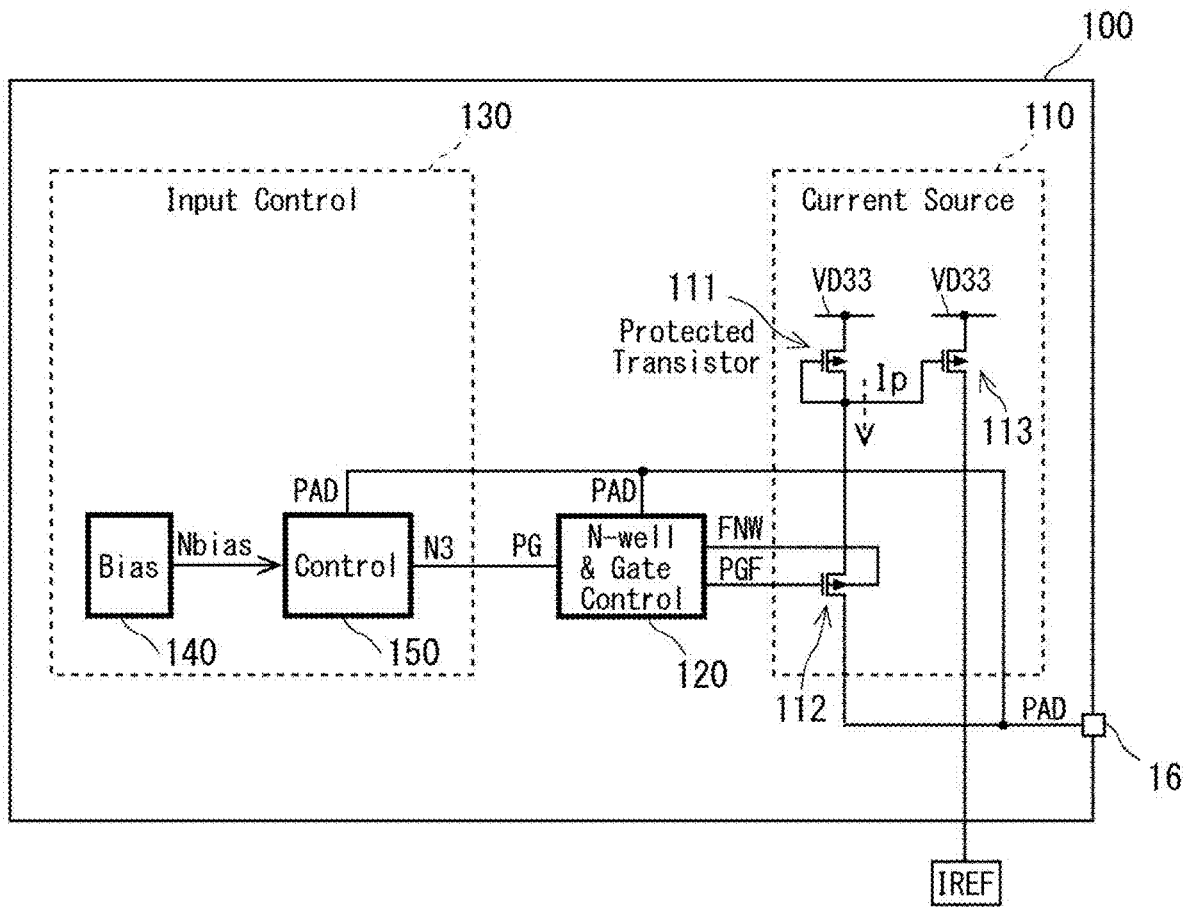 100
130
110
Input Control
Current Source
VD33
VD33
111
Protected
Transistor
Ip
113
PAD
PAD
Bias
Nbias
Control
N3
PG
N-well
& Gate
Control
FNW
PGF
140
150
120
112
PAD
16
IREF